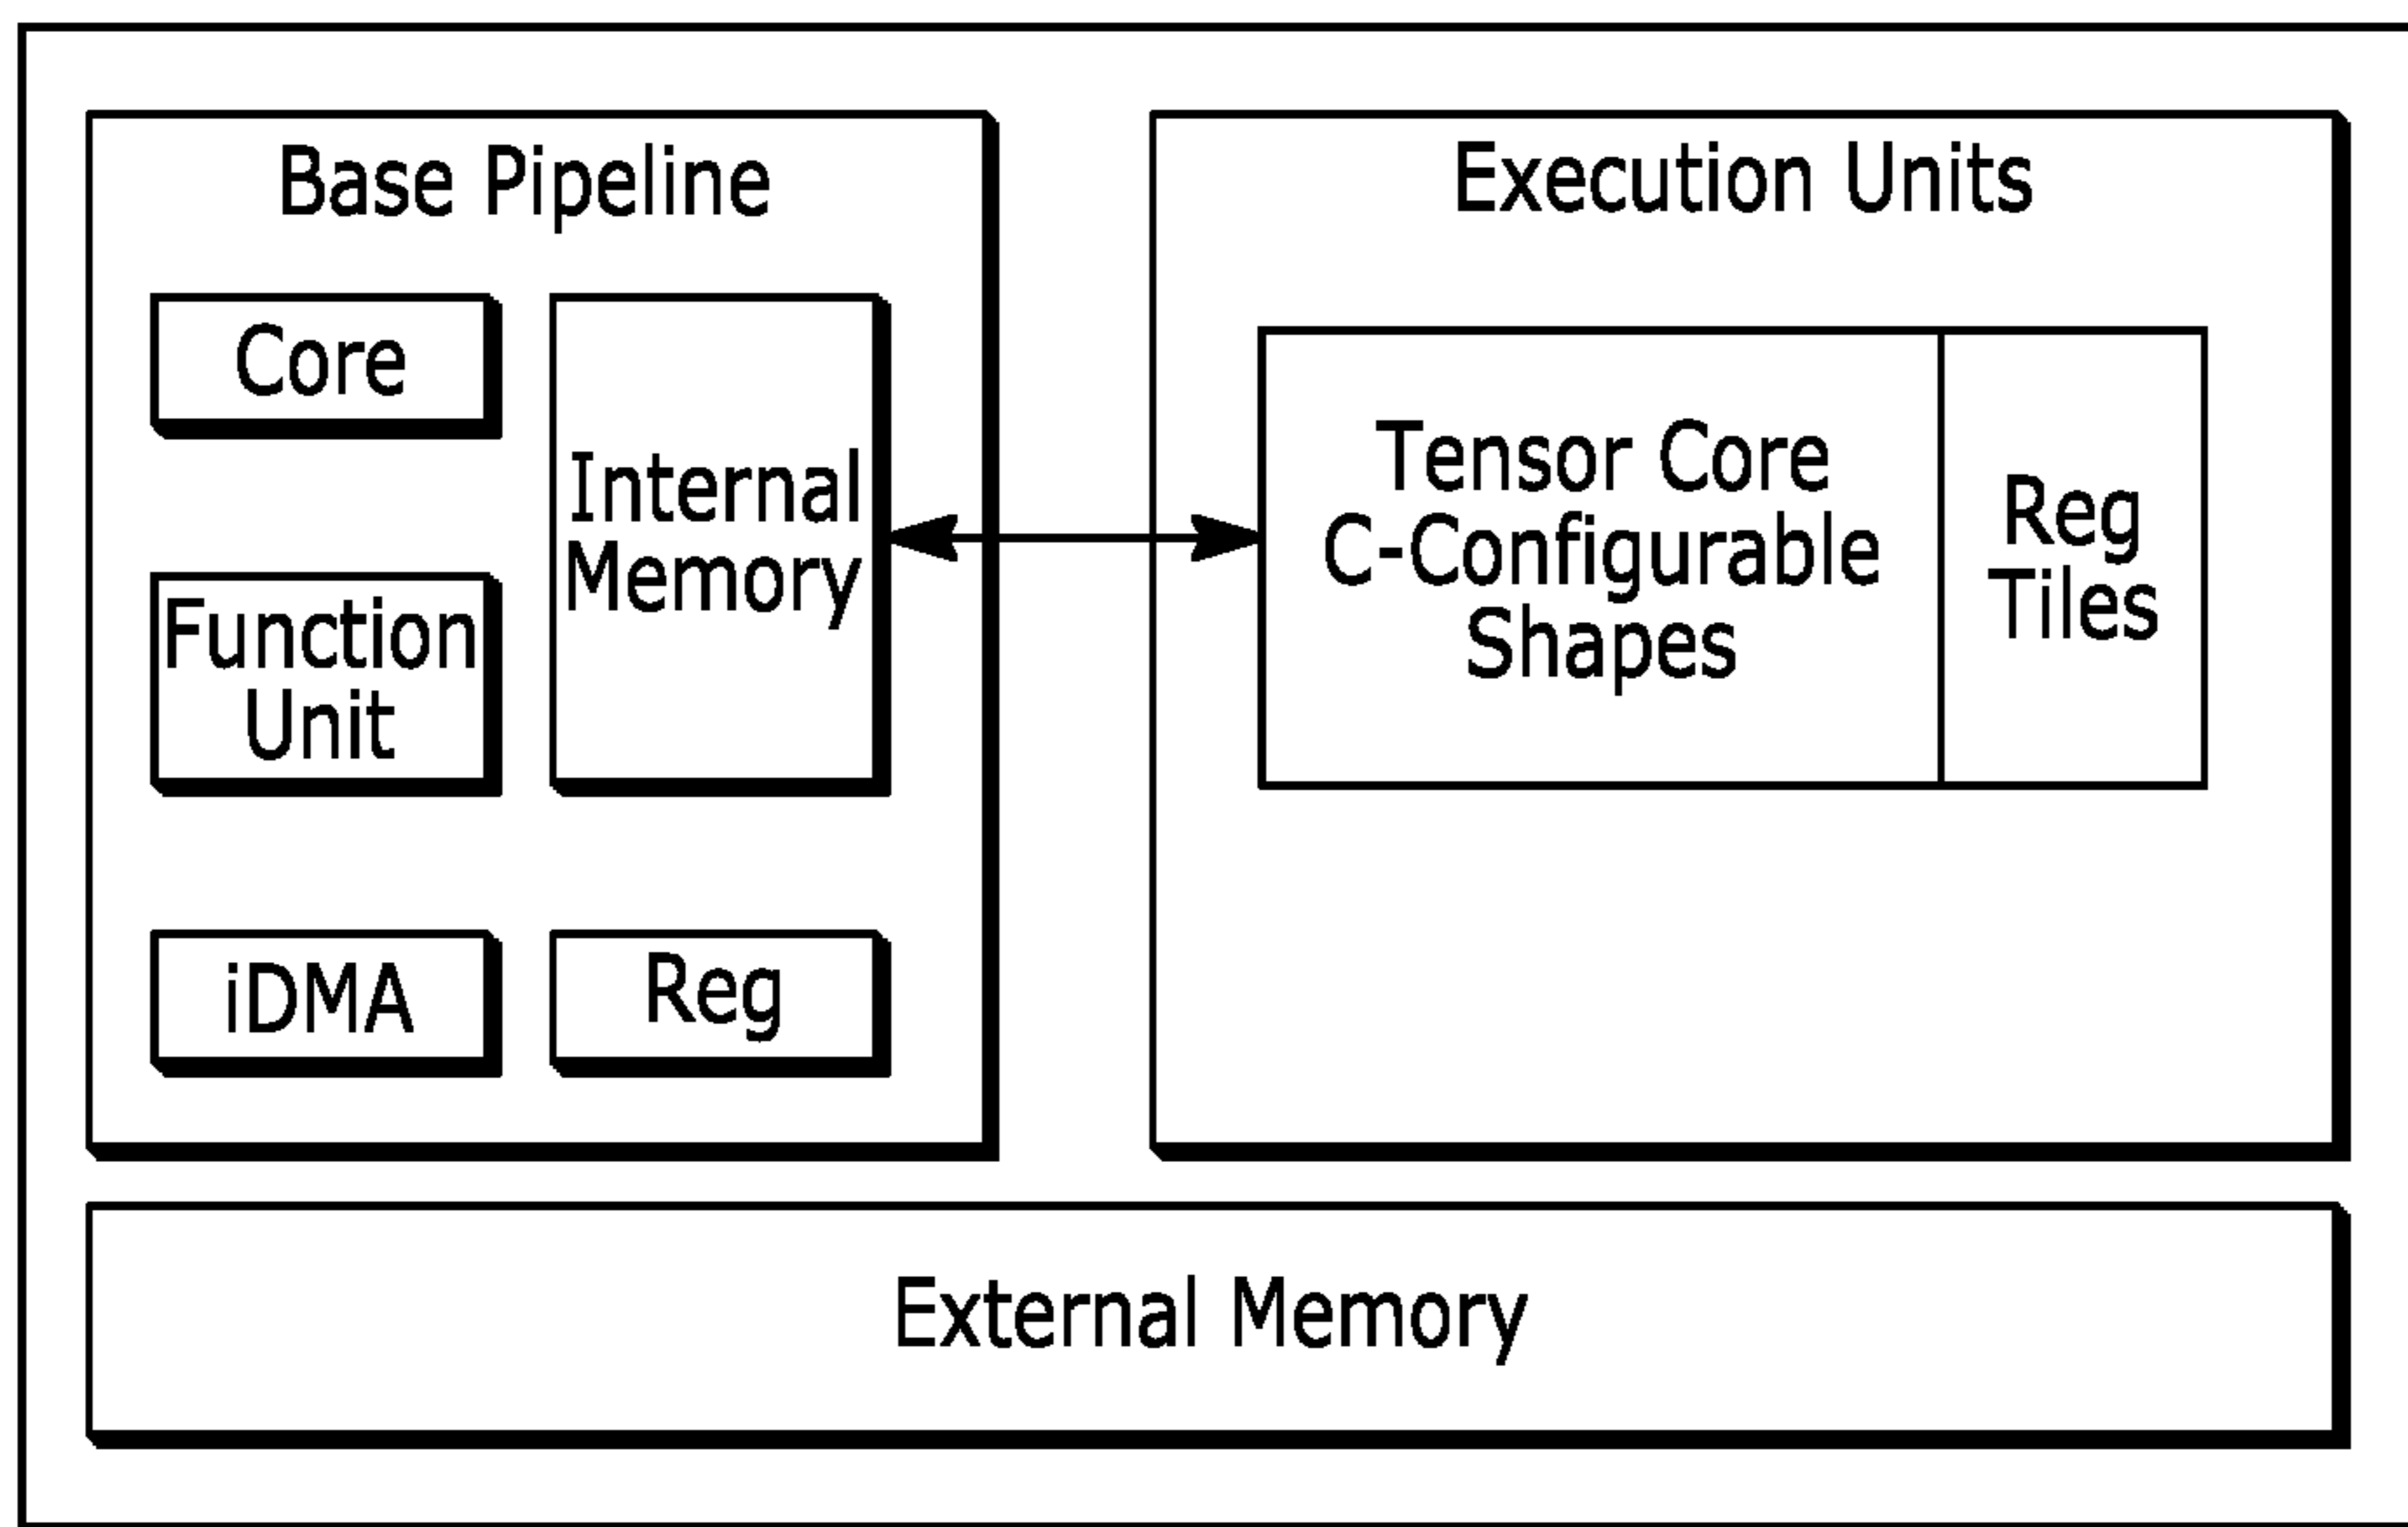 Base Pipeline
Core
Internal
Memory
Function
Unit
iDMA
Reg
Execution Units
Tensor Core
C-Configurable
Shapes
Reg
Tiles
External Memory